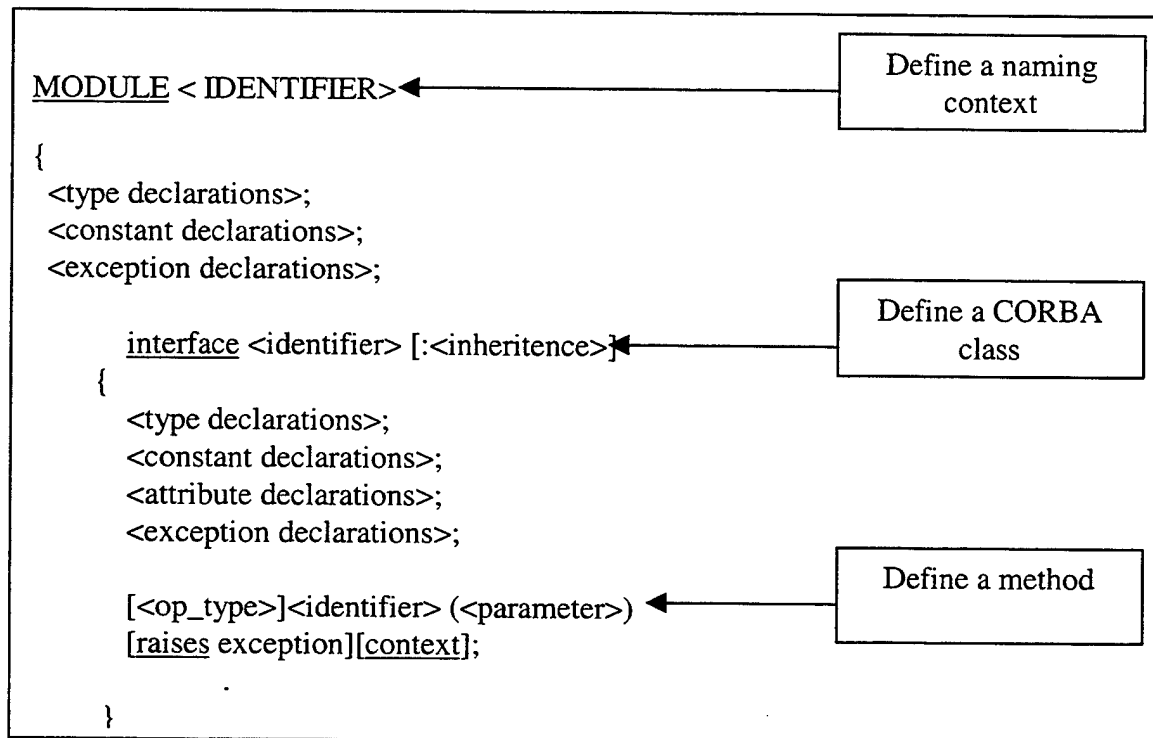 MODULE < IDENTIFIER>
Define a naming
context
{
<type declarations>;
<constant declarations>;
<exception declarations>;
interface <identifier> [:<inheritence>]
Define a CORBA
class
{
<type declarations>;
<constant declarations>;
<attribute declarations>;
<exception declarations>;
[<op_type>]<identifier> (<parameter>)
Define a method
[raises exception][context];
.
}